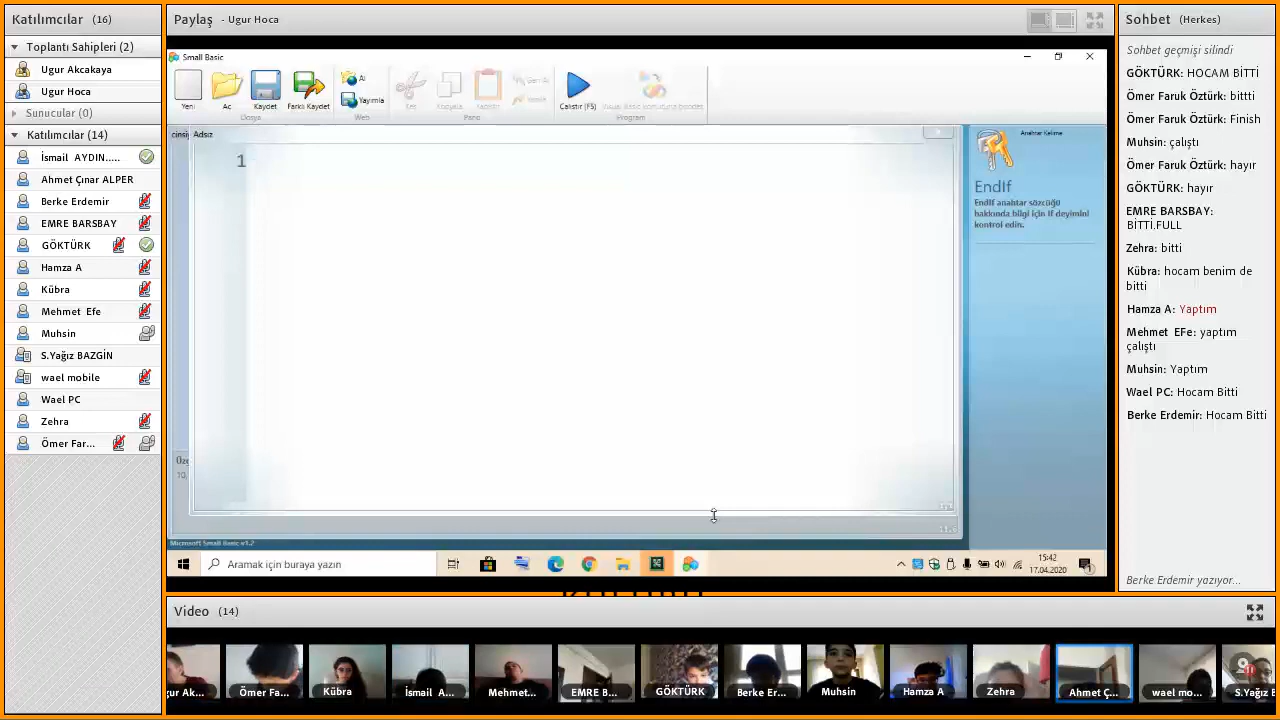 Katılımcılar (16)
Toplantı Sahipleri (2)
Ugur Akcakaya
Ugur Hoca
Sunucular (0)
Katılımcılar (14)
İsmail AYDIN.....
Ahmet Çınar ALPER
Berke Erdemir
EMRE BARSBAY
GÖKTÜRK
Hamza A
Kübra
Mehmet Efe
Muhsin
S.Yağız BAZGİN
wael mobile
Wael PC
Zehra
Ömer Far...
Paylaş - Ugur Hoca
Small Basic
Yeni
Aç
Kaydet
Farklı Kaydet
Dosya
Al
Yayımla
Web
Kes
Kopyala
Yapıştır
Geri Al
Pano
Çalıştır (F5)
Program
Adsız
1
Anahtar Kelime
EndIf
EndIf anahtar sözcüğü
hakkında bilgi için If deyimini
kontrol edin.
Microsoft Small Basic v1.2
Aramak için buraya yazın
15:42
17.04.2020
Sohbet (Herkes)
Sohbet geçmişi silindi
GÖKTÜRK: HOCAM BİTTİ
Ömer Faruk Öztürk: bittti
Ömer Faruk Öztürk: Finish
Muhsin: çalıştı
Ömer Faruk Öztürk: hayır
GÖKTÜRK: hayır
EMRE BARSBAY:
BİTTİ.FULL
Zehra: bitti
Kübra: hocam benim de
bitti
Hamza A: Yaptım
Mehmet EFe: yaptım
çalıştı
Muhsin: Yaptım
Wael PC: Hocam Bitti
Berke Erdemir: Hocam Bitti
Berke Erdemir yazıyor...
Video (14)
gur Ak...
Ömer Fa...
Kübra
İsmail A...
Mehmet...
EMRE B...
GÖKTÜRK
Berke Er...
Muhsin
Hamza A
Zehra
Ahmet Ç...
wael mo...
S.Yağız B